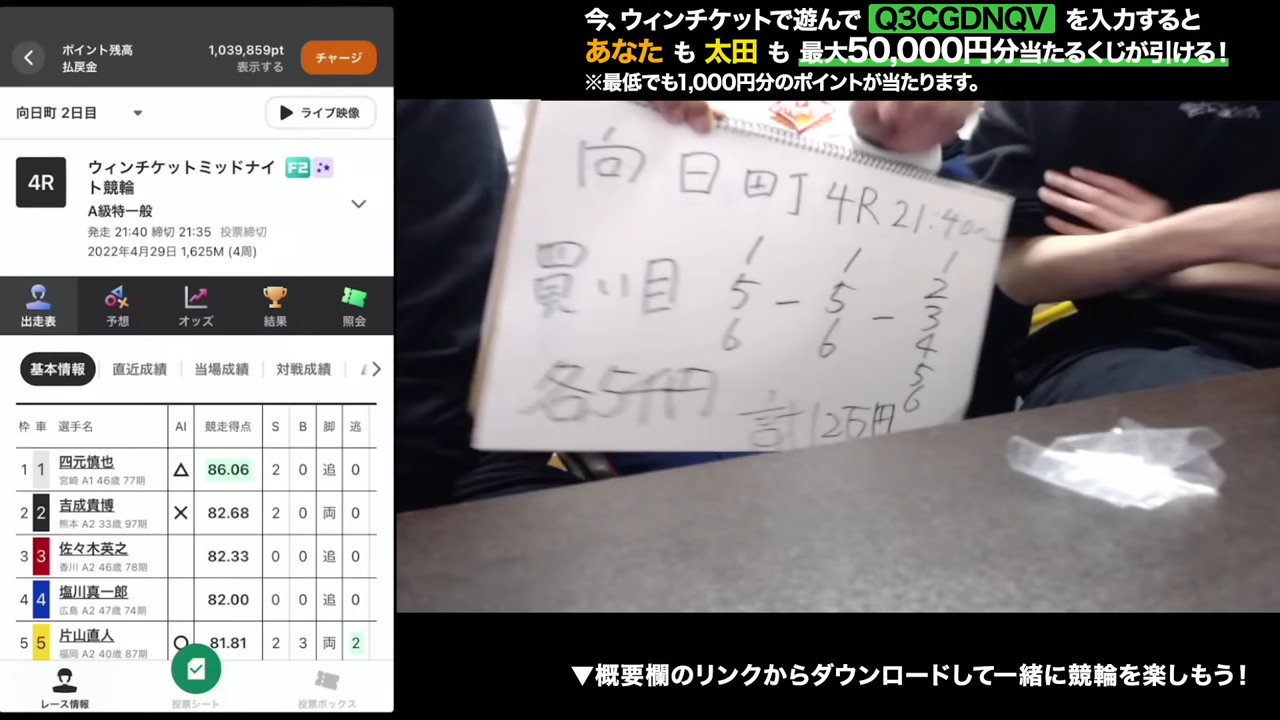 今、ウィンチケットで遊んで Q3CGDNQV を入力すると
あなた も 太田 も 最大50,000円分当たるくじが引ける！
※最低でも1,000円分のポイントが当たります。
ポイント残高 1,039,859pt
払戻金 表示する
チャージ
向日町 2日目
ライブ映像
4R
ウィンチケットミッドナイ
ト競輪
F2
A級特一般
発走 21:40 締切 21:35 投票締切
2022年4月29日 1,625M (4周)
出走表 予想 オッズ 結果 照会
基本情報 直近成績 当場成績 対戦成績
枠 車 選手名 AI 競走得点 S B 脚 逃
1 1 四元慎也 △ 86.06 2 0 追 0
宮崎 A1 46歳 77期
2 2 吉成貴博 × 82.68 2 0 両 0
熊本 A2 33歳 97期
3 3 佐々木英之 82.33 0 0 追 0
香川 A2 46歳 78期
4 4 塩川真一郎 82.00 0 0 追 0
広島 A2 47歳 74期
5 5 片山直人 ○ 81.81 2 3 両 2
福岡 A2 40歳 87期
レース情報 投票シート 投票ボックス
向日町 4R 21:40〜
買い目
1 1 1
5 - 5 - 2
6 6 3
4
5
6
各5千円 計12万円
▼概要欄のリンクからダウンロードして一緒に競輪を楽しもう！